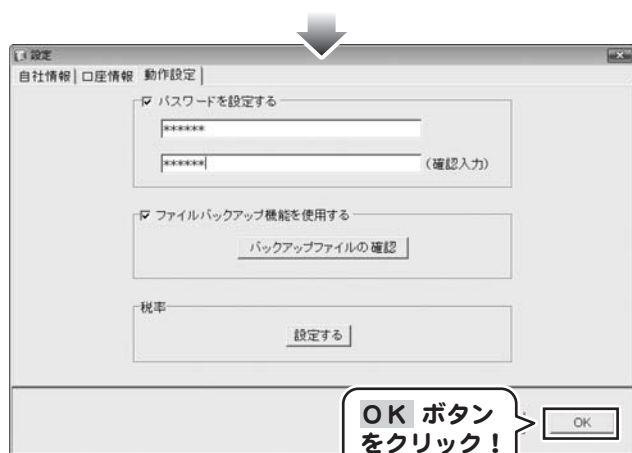 設定
自社情報 口座情報 動作設定
パスワードを設定する
******
****** (確認入力)
ファイルバックアップ機能を使用する
バックアップファイルの確認
税率
設定する
OK ボタン
をクリック!
OK